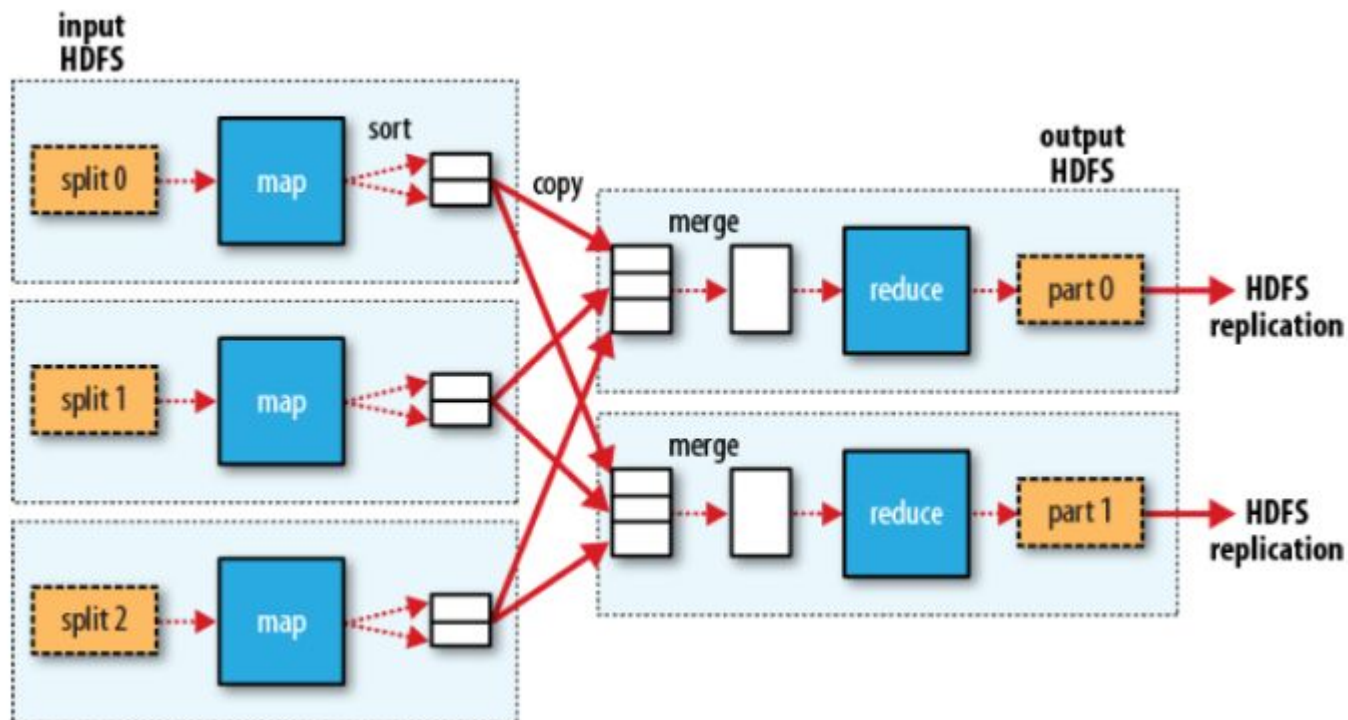 input
HDFS
split 0
map
sort
copy
split 1
map
split 2
map
output
HDFS
merge
reduce
part 0
HDFS
replication
merge
reduce
part 1
HDFS
replication